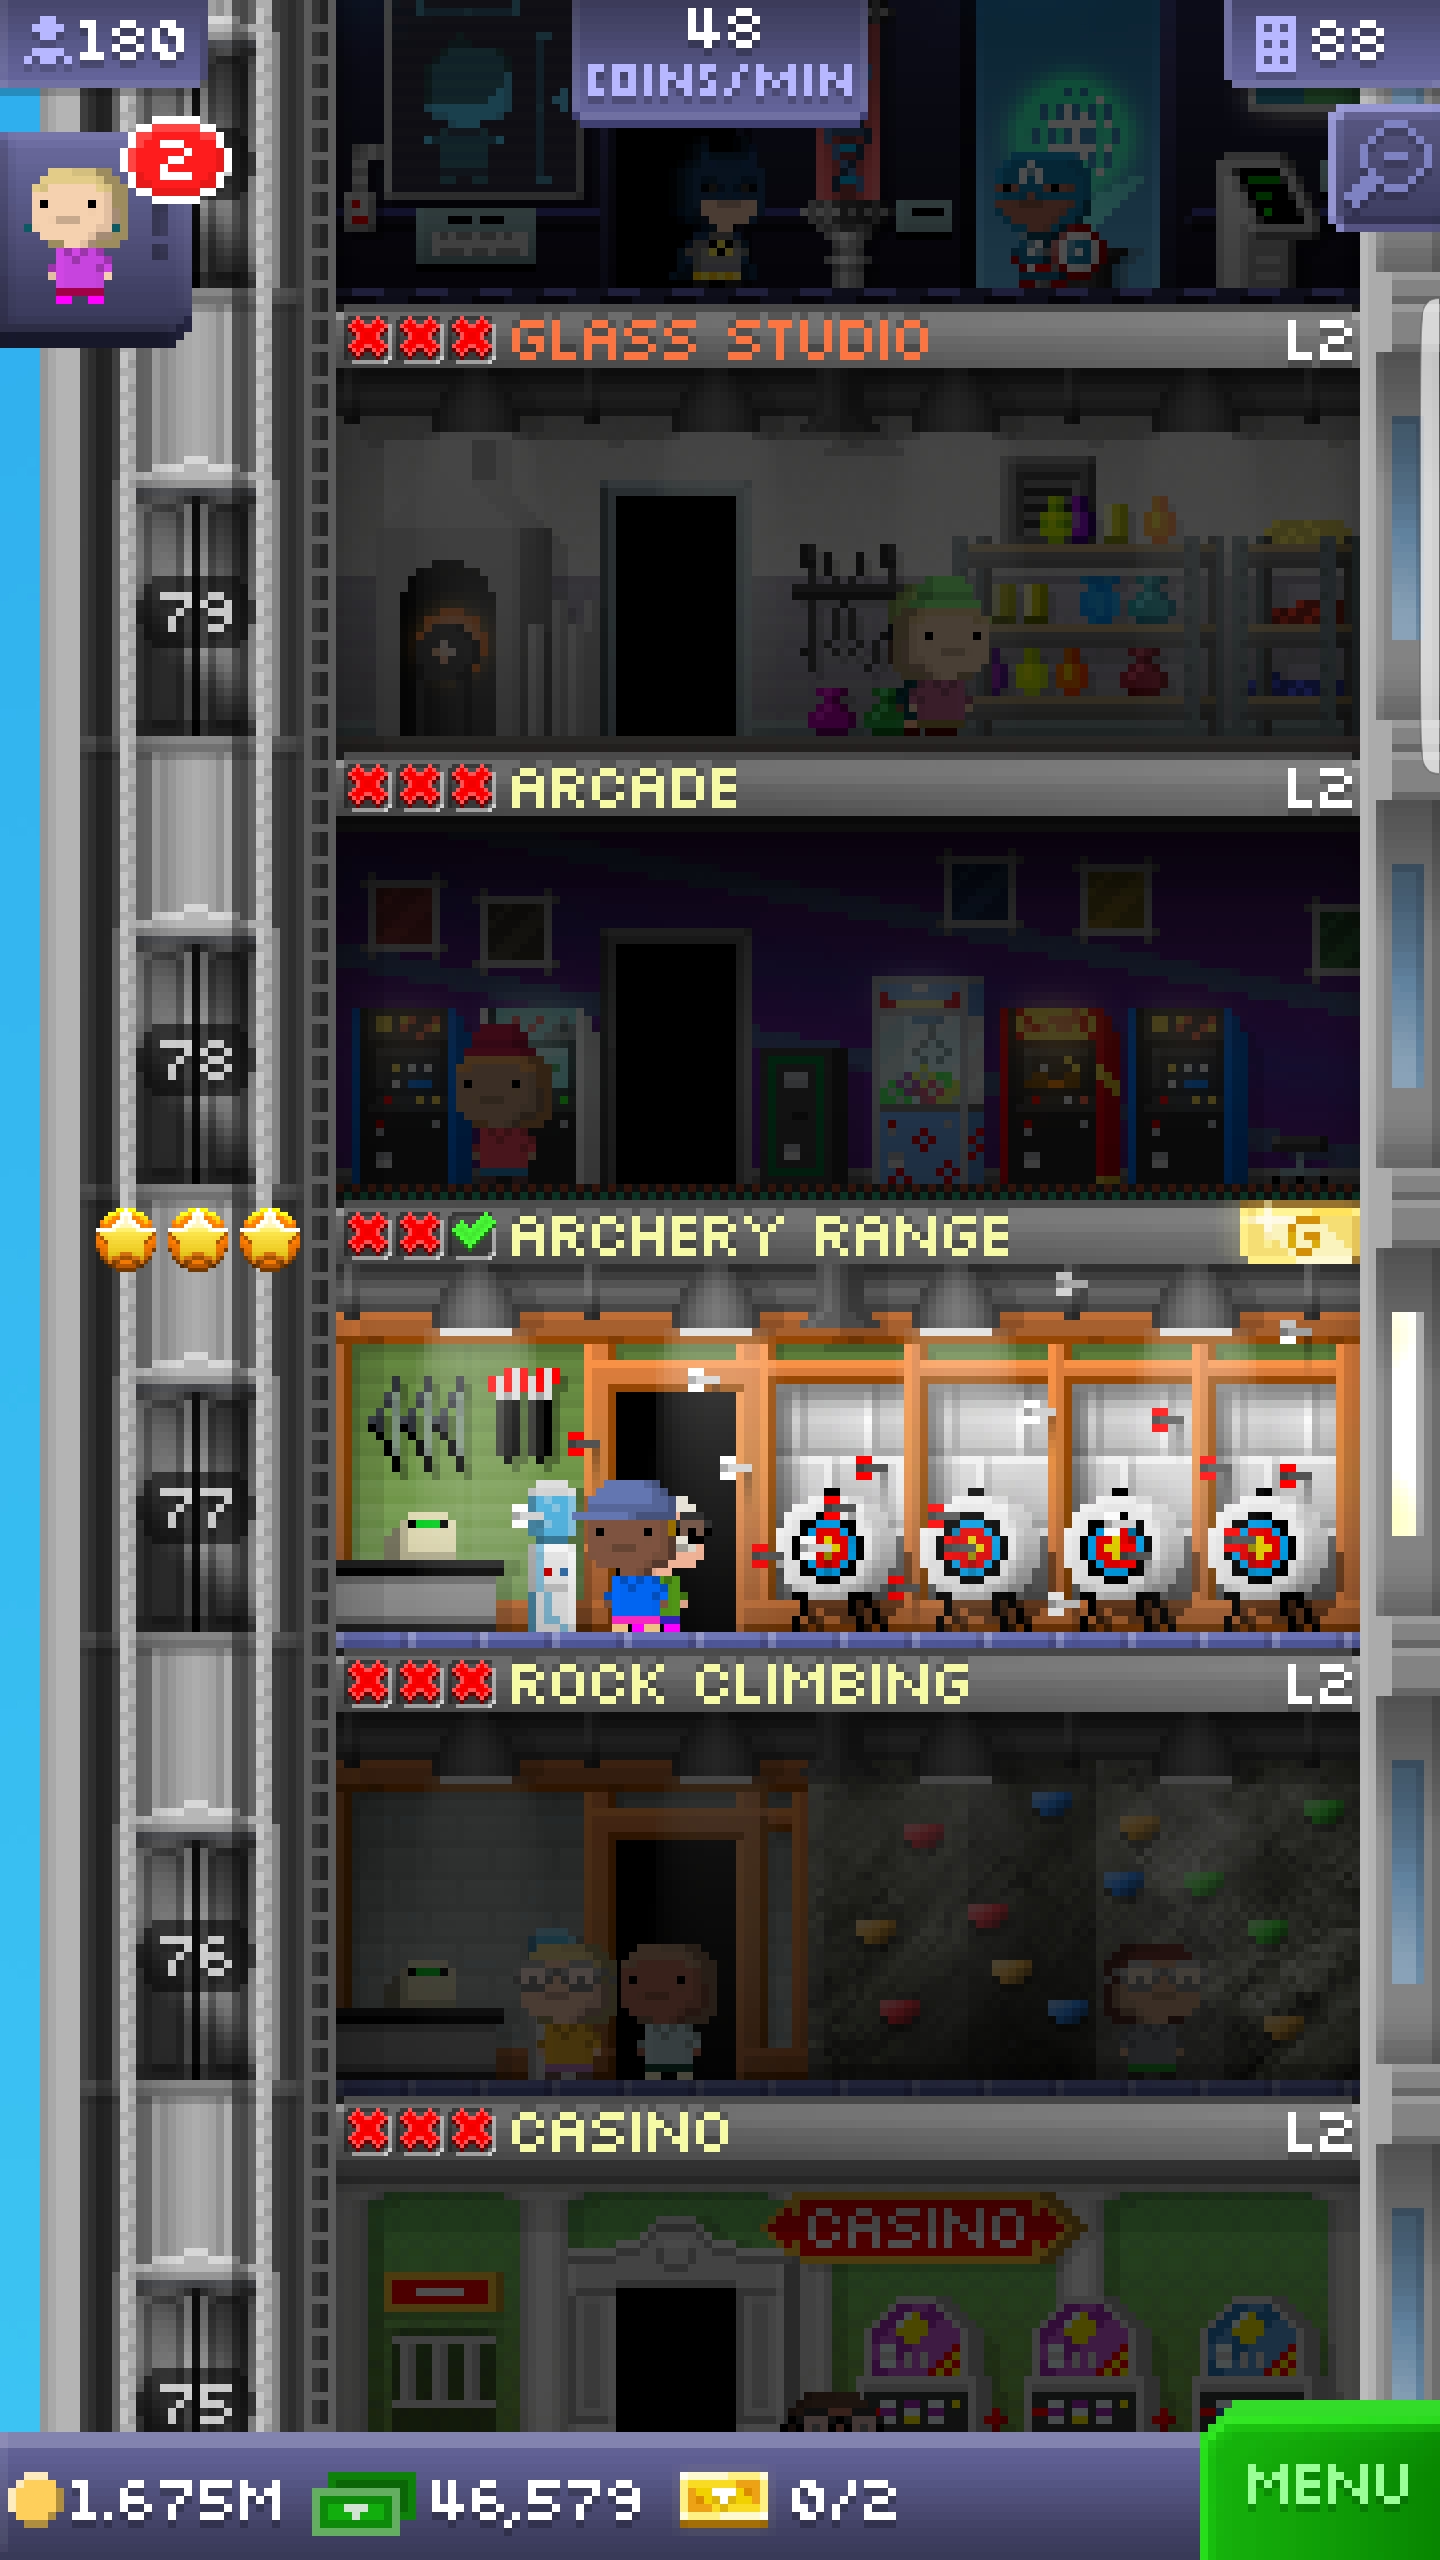 180
48
COINS/MIN
88
2
GLASS STUDIO L2
79
ARCADE L2
78
ARCHERY RANGE G
77
ROCK CLIMBING L2
76
CASINO L2
CASINO
75
1.675M 46,579 0/2 MENU